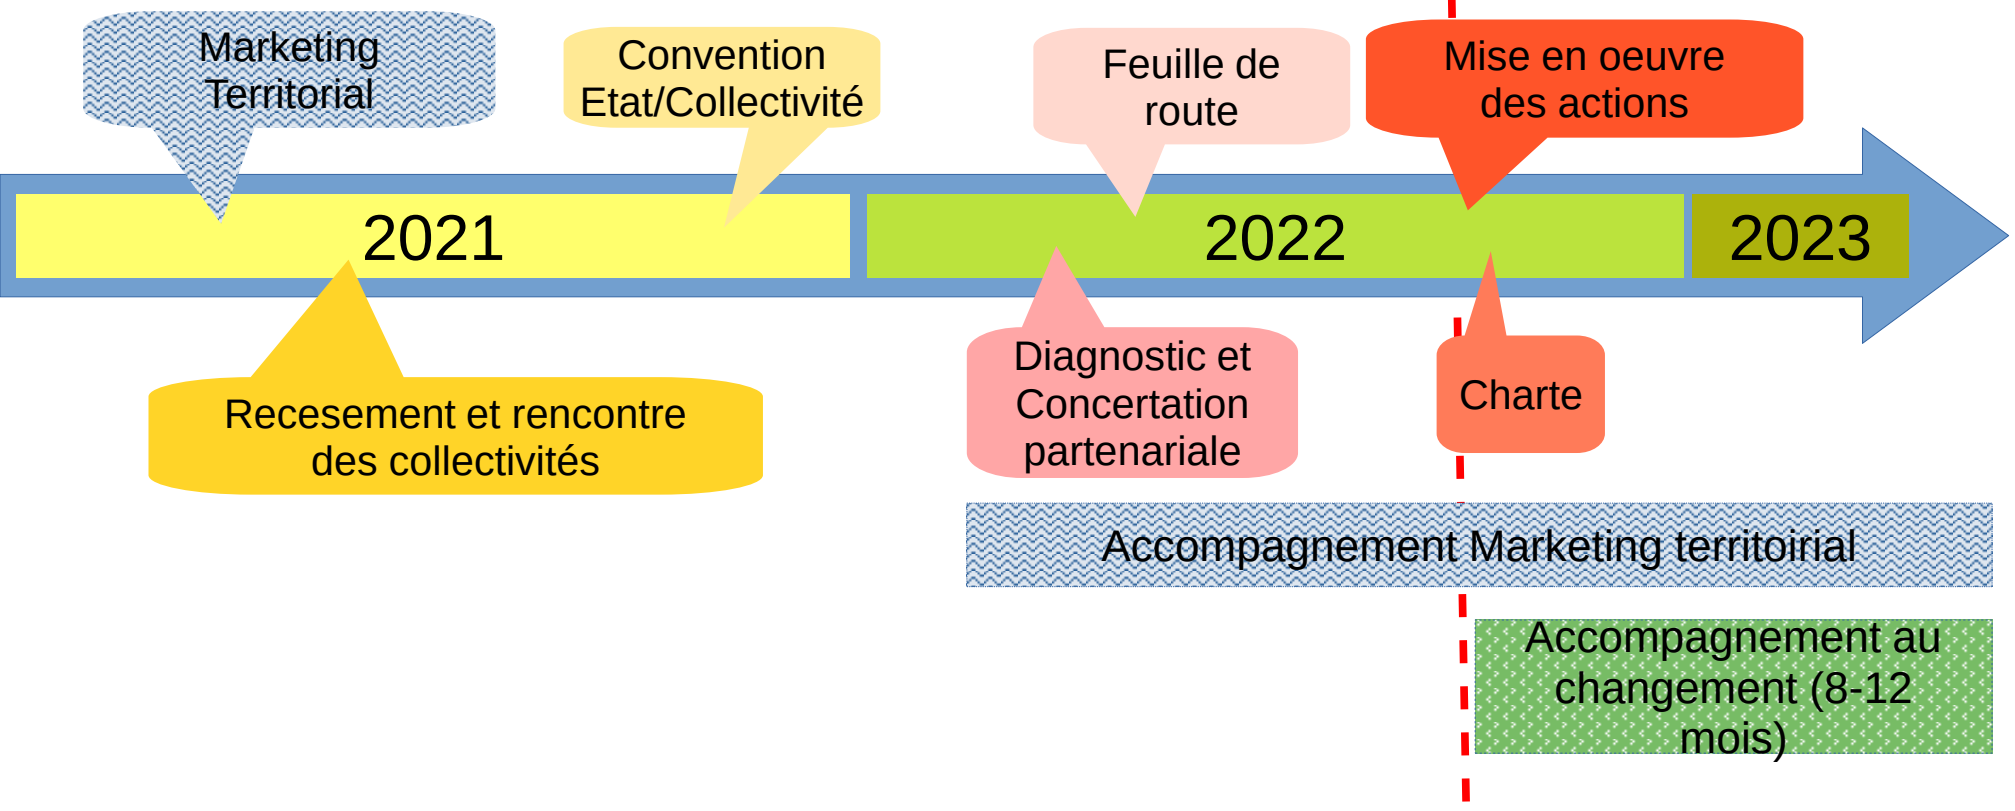 Marketing
Territorial
Convention
Etat/Collectivité
Feuille de
route
Mise en oeuvre
des actions
2021
2022
2023
Recesement et rencontre
des collectivités
Diagnostic et
Concertation
partenariale
Charte
Accompagnement Marketing territoirial
Accompagnement au
changement (8-12
mois)